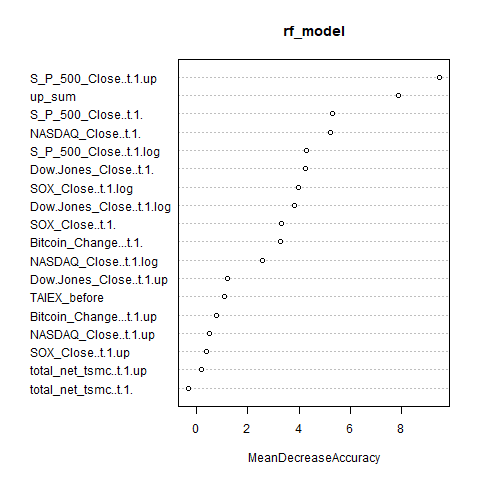 rf_model
S_P_500_Close..t.1.up
up_sum
S_P_500_Close..t.1.
NASDAQ_Close..t.1.
S_P_500_Close..t.1.log
Dow.Jones_Close..t.1.
SOX_Close..t.1.log
Dow.Jones_Close..t.1.log
SOX_Close..t.1.
Bitcoin_Change...t.1.
NASDAQ_Close..t.1.log
Dow.Jones_Close..t.1.up
TAIEX_before
Bitcoin_Change...t.1.up
NASDAQ_Close..t.1.up
SOX_Close..t.1.up
total_net_tsmc..t.1.up
total_net_tsmc..t.1.
0 2 4 6 8
MeanDecreaseAccuracy